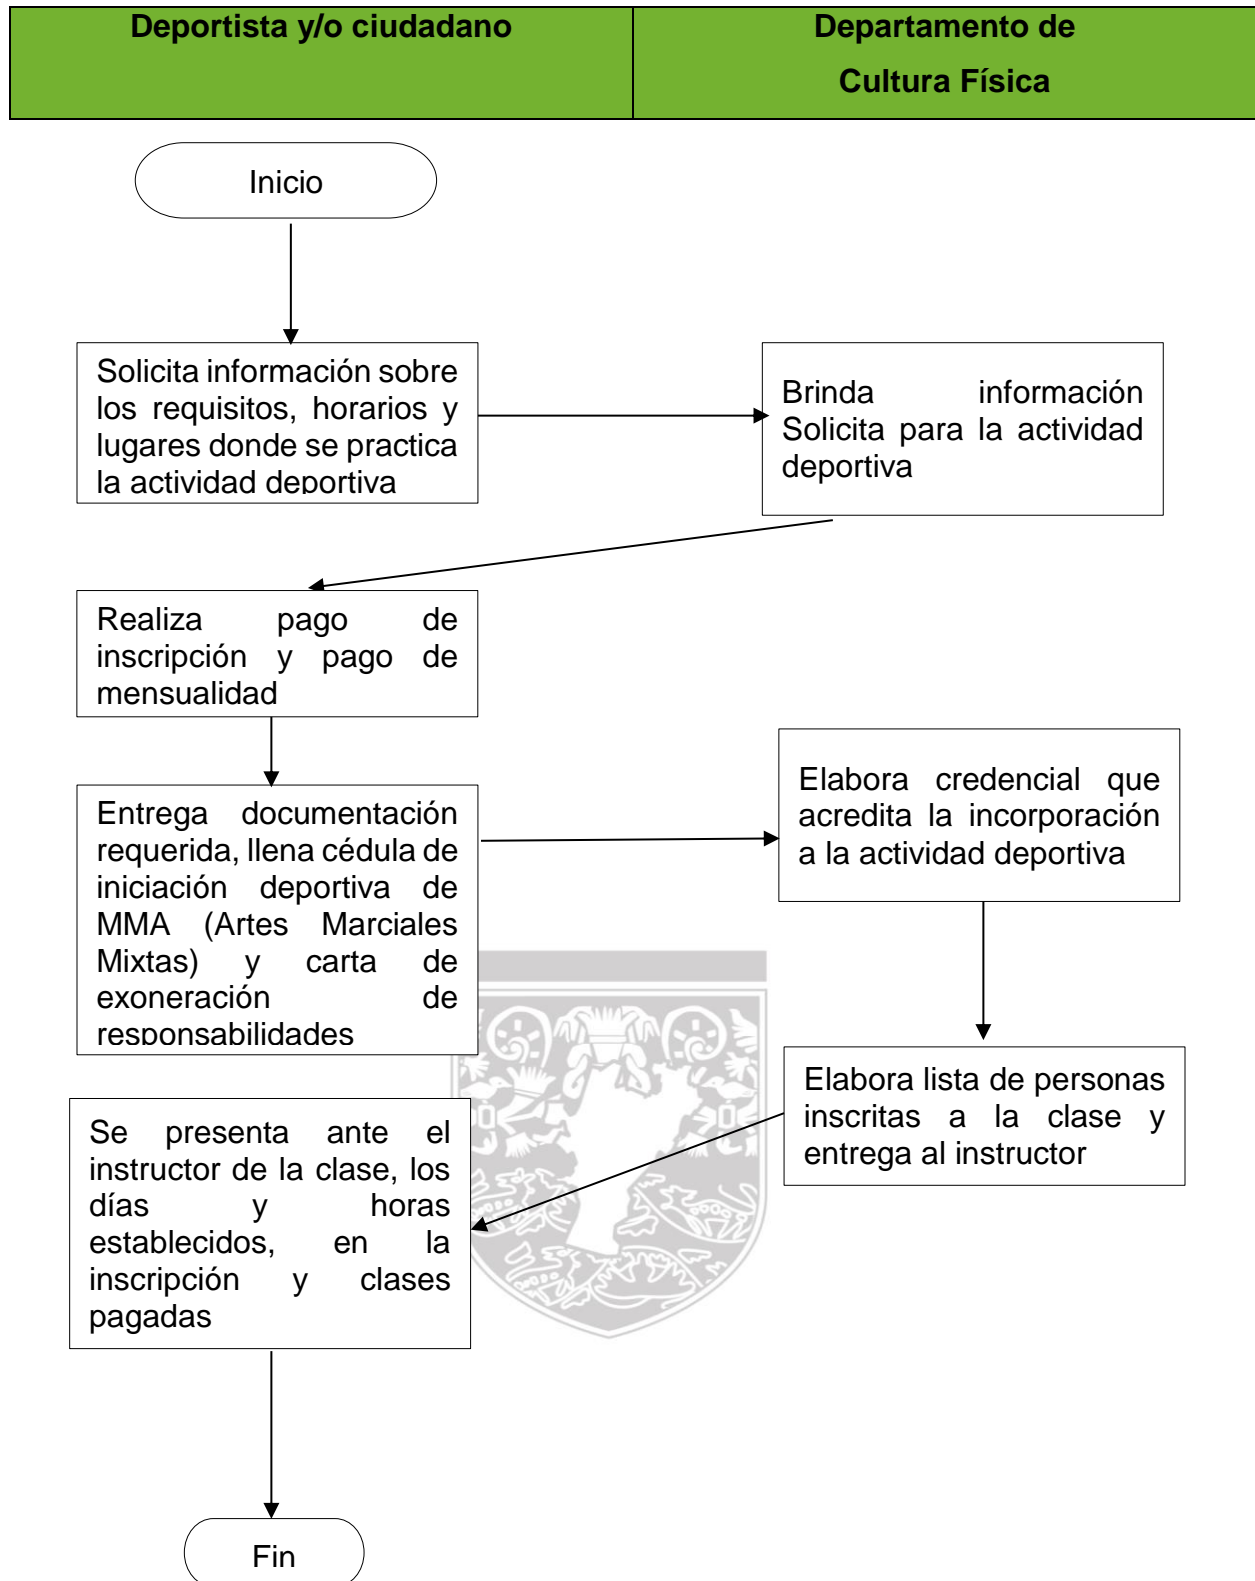 Deportista y/o ciudadano
Departamento de
Cultura Física
Inicio
Solicita información sobre
los requisitos, horarios y
lugares donde se practica
la actividad deportiva
Brinda información
Solicita para la actividad
deportiva
Realiza pago de
inscripción y pago de
mensualidad
Entrega documentación
requerida, llena cédula de
iniciación deportiva de
MMA (Artes Marciales
Mixtas) y carta de
exoneración de
responsabilidades
Elabora credencial que
acredita la incorporación
a la actividad deportiva
Elabora lista de personas
inscritas a la clase y
entrega al instructor
Se presenta ante el
instructor de la clase, los
días y horas
establecidos, en la
inscripción y clases
pagadas
Fin